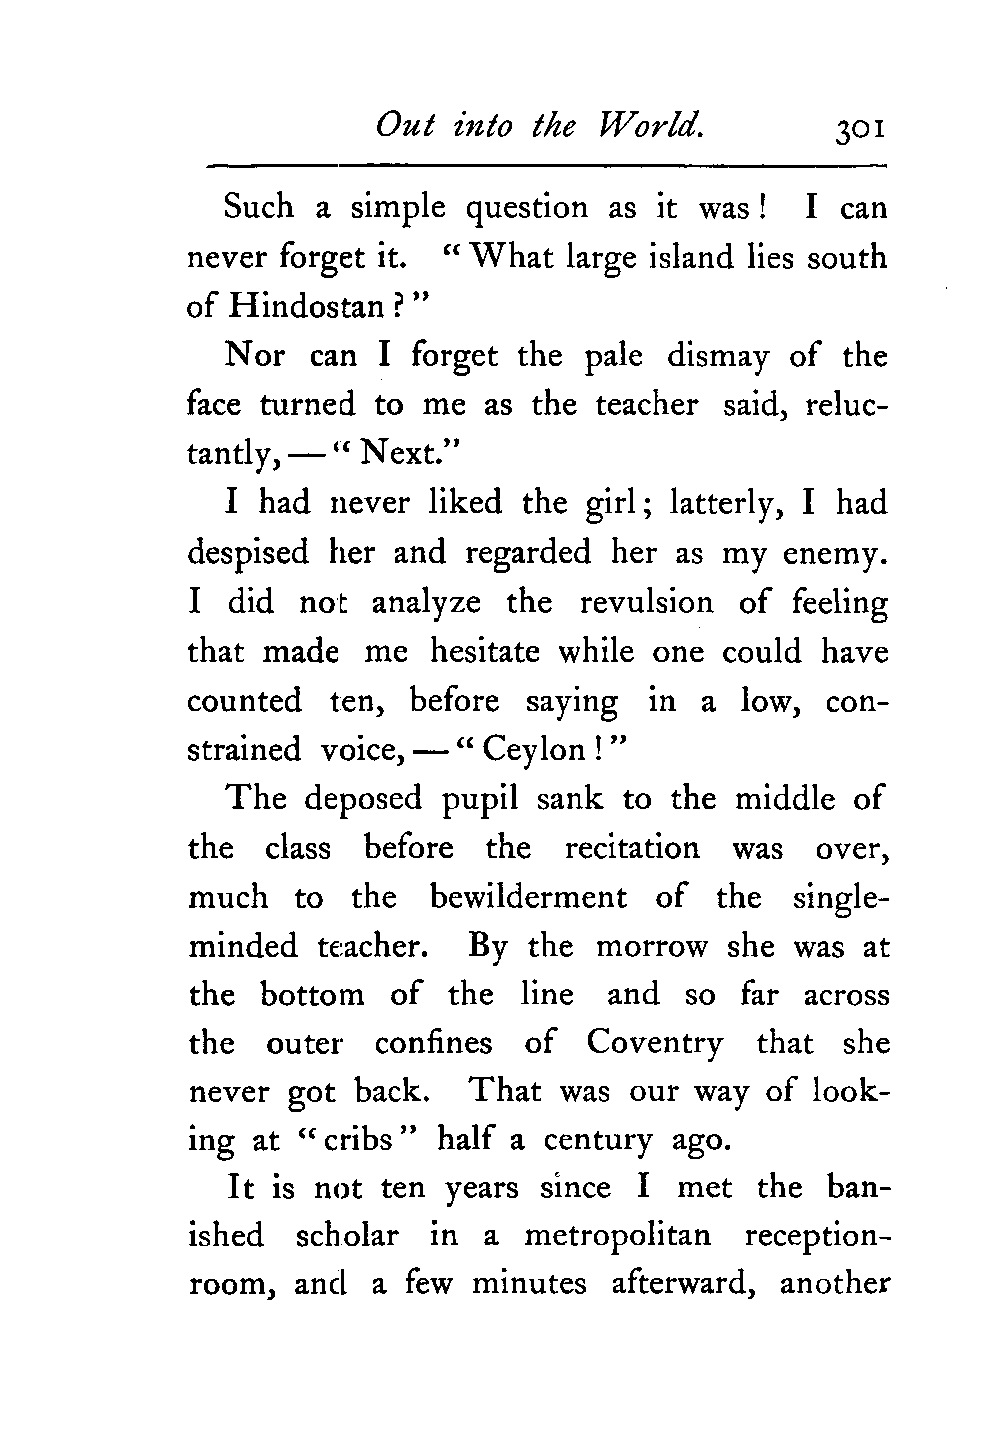 Out into the World. 301
Such a simple question as it was! I can
never forget it. “What large island lies south
of Hindostan?”
Nor can I forget the pale dismay of the
face turned to me as the teacher said, reluc-
tantly,—“Next.”
I had never liked the girl; latterly, I had
despised her and regarded her as my enemy.
I did not analyze the revulsion of feeling
that made me hesitate while one could have
counted ten, before saying in a low, con-
strained voice,—“Ceylon!”
The deposed pupil sank to the middle of
the class before the recitation was over,
much to the bewilderment of the single-
minded teacher. By the morrow she was at
the bottom of the line and so far across
the outer confines of Coventry that she
never got back. That was our way of look-
ing at “cribs” half a century ago.
It is not ten years since I met the ban-
ished scholar in a metropolitan reception-
room, and a few minutes afterward, another